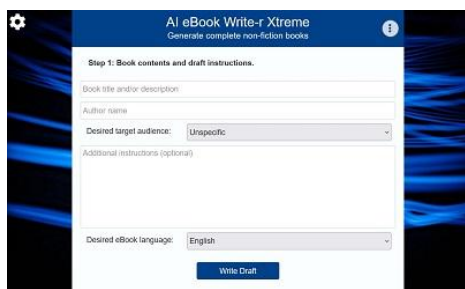 AI eBook Write-r Xtreme
Generate complete non-fiction books
Step 1: Book contents and draft instructions.
Book title and/or description
Author name
Desired target audience: Unspecific
Additional instructions (optional)
Desired eBook language: English
Write Draft